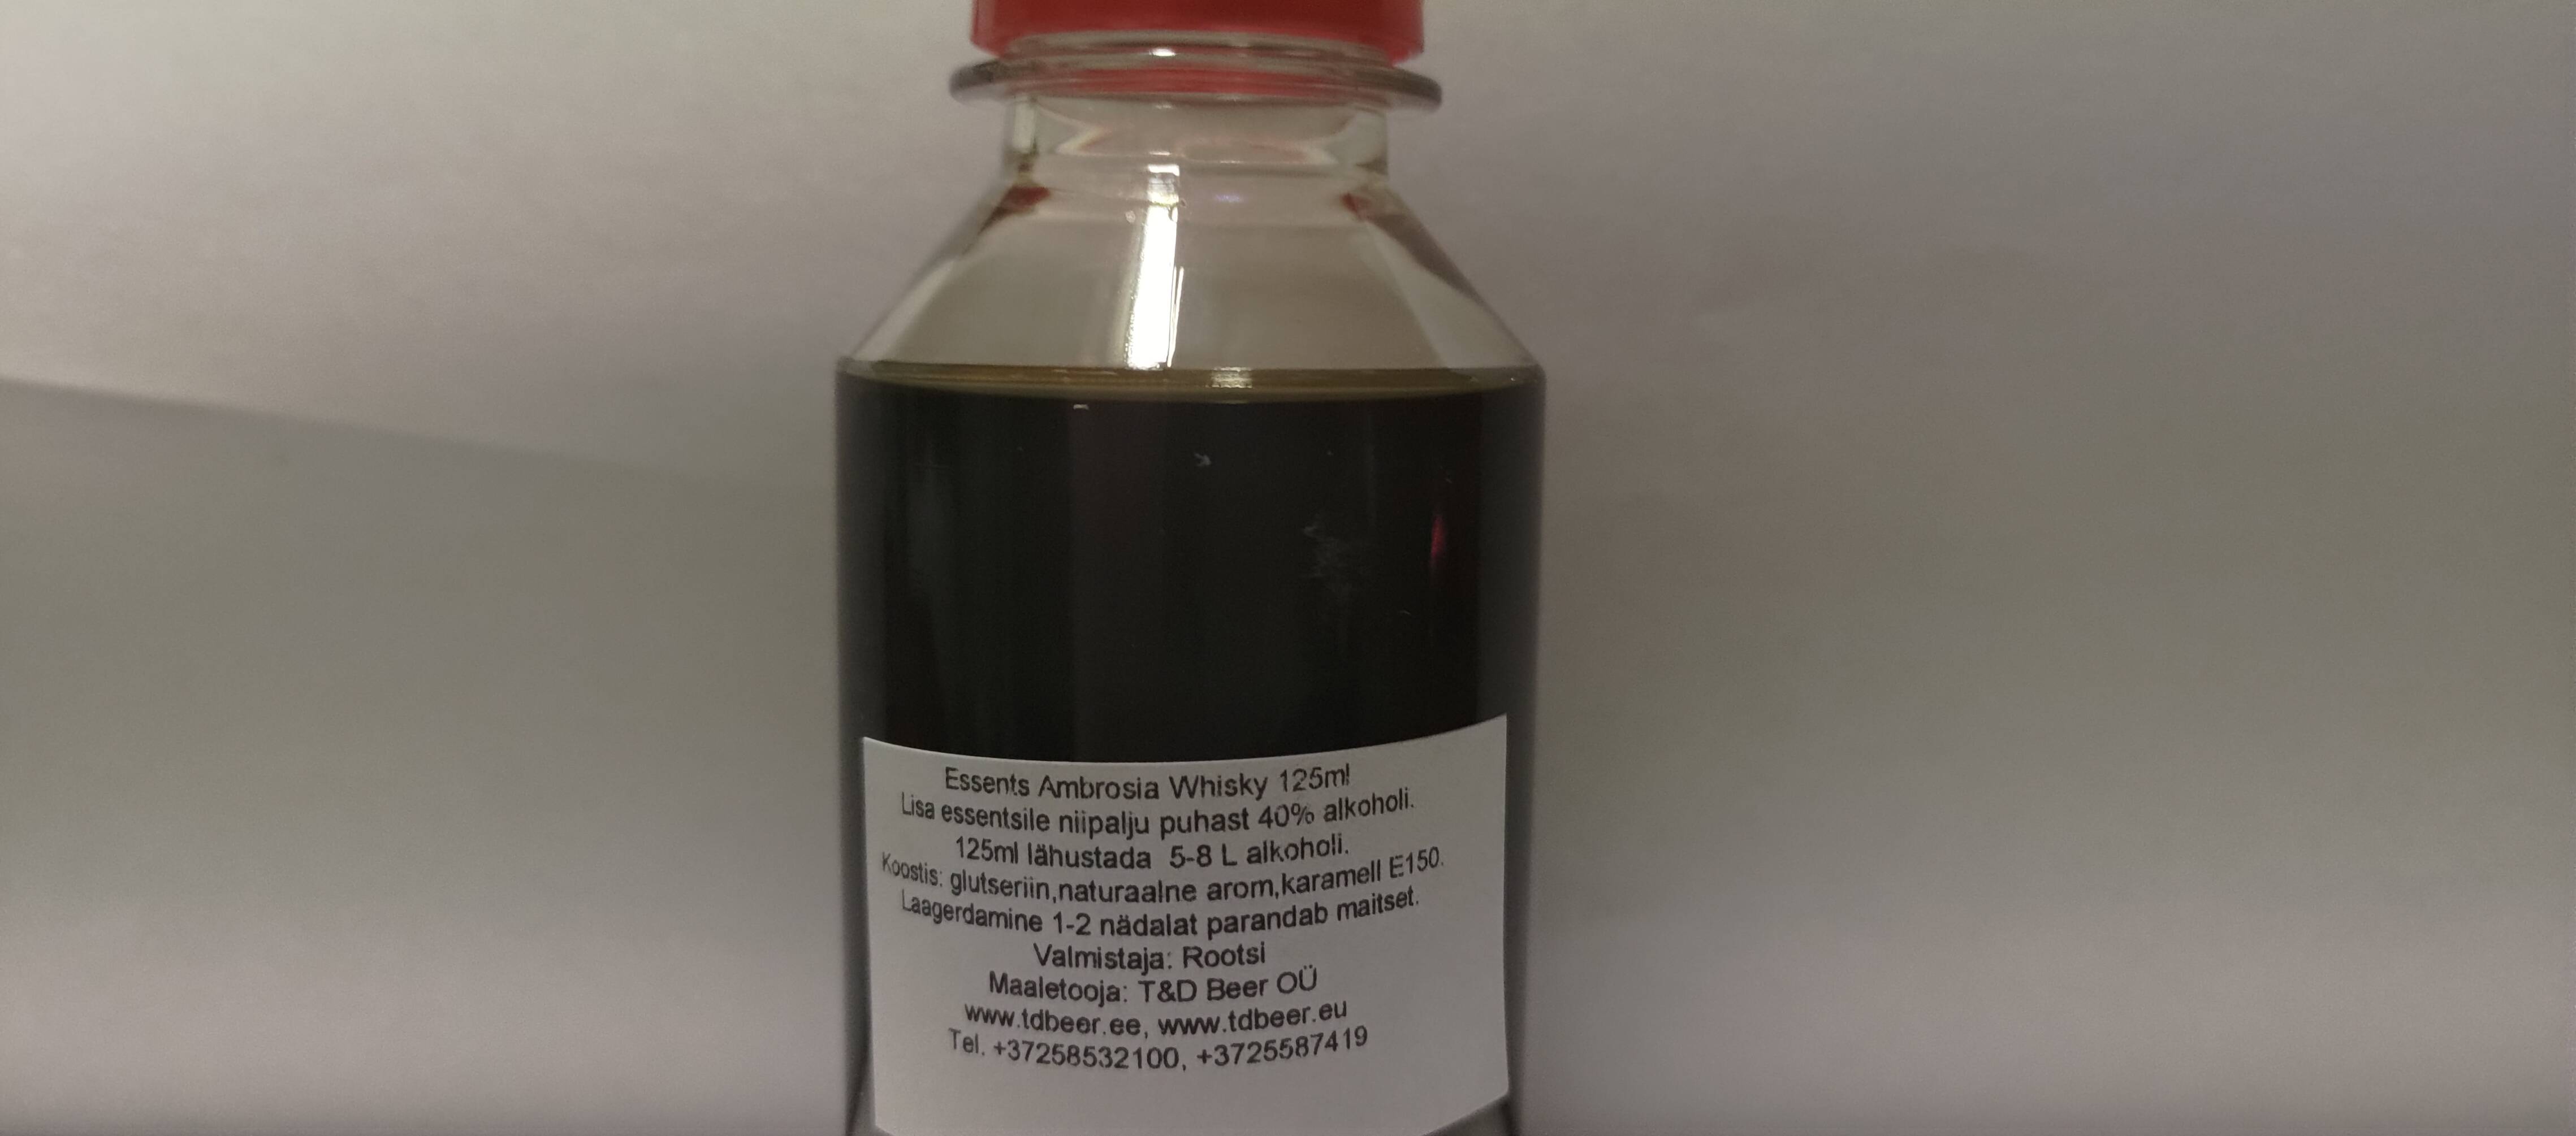 Essents Ambrosia Whisky 125ml
Lisa essentsile niipalju puhast 40% alkoholi.
125ml lähustada 5-8 L alkoholi.
Koostis: glutseriin,naturaalne arom,karamell E150.
Laagerdamine 1-2 nädalat parandab maitset.
Valmistaja: Rootsi
Maaletooja: T&D Beer OÜ
www.tdbeer.ee, www.tdbeer.eu
Tel. +37258532100, +3725587419